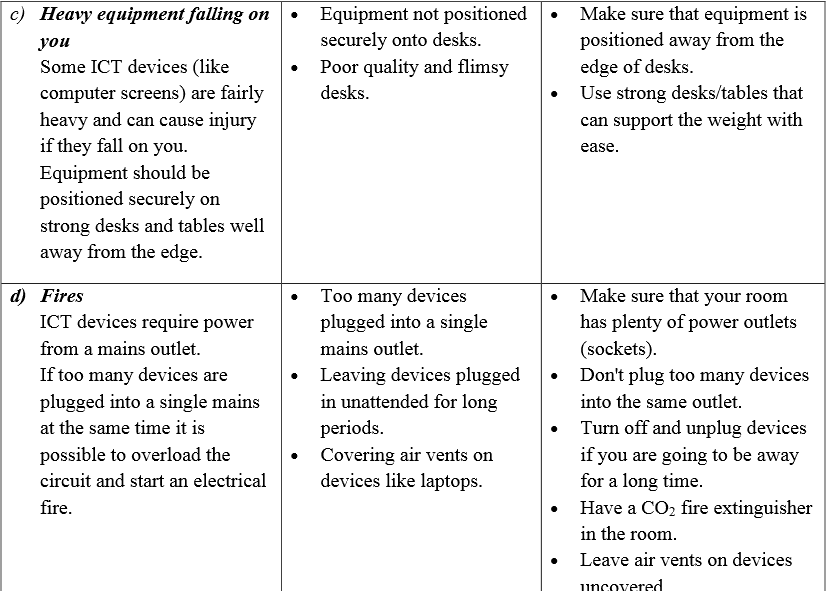 c) Heavy equipment falling on
you
Some ICT devices (like
computer screens) are fairly
heavy and can cause injury
if they fall on you.
Equipment should be
positioned securely on
strong desks and tables well
away from the edge.
• Equipment not positioned
securely onto desks.
• Poor quality and flimsy
desks.
• Make sure that equipment is
positioned away from the
edge of desks.
• Use strong desks/tables that
can support the weight with
ease.
d) Fires
ICT devices require power
from a mains outlet.
If too many devices are
plugged into a single mains
at the same time it is
possible to overload the
circuit and start an electrical
fire.
• Too many devices
plugged into a single
mains outlet.
• Leaving devices plugged
in unattended for long
periods.
• Covering air vents on
devices like laptops.
• Make sure that your room
has plenty of power outlets
(sockets).
• Don't plug too many devices
into the same outlet.
• Turn off and unplug devices
if you are going to be away
for a long time.
• Have a CO₂ fire extinguisher
in the room.
• Leave air vents on devices
uncovered